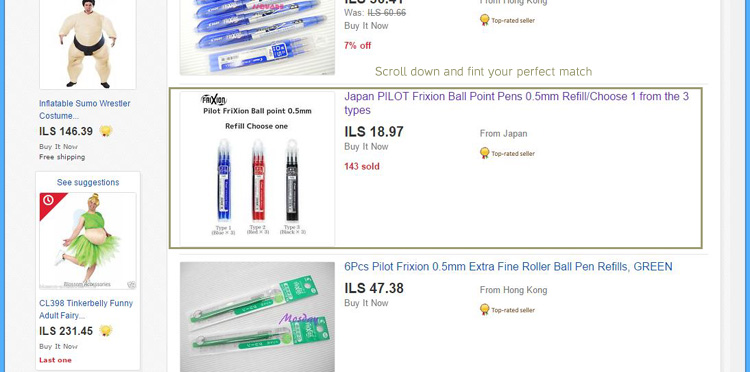 Inflatable Sumo Wrestler
Costume...
ILS 146.39
Buy It Now
Free shipping
See suggestions
CL398 Tinkerbelly Funny
Adult Fairy...
ILS 231.45
Buy It Now
Last one
From Hong Kong
Was: ILS 60.66
Top-rated seller
Buy It Now
7% off
Scroll down and fint your perfect match
FRIXION
Pilot FriXion Ball point 0.5mm
Refill Choose one
Type 1
(Blue × 3)
Type 2
(Red × 3)
Type 3
(Black × 3)
Japan PILOT Frixion Ball Point Pens 0.5mm Refill/Choose 1 from the 3
types
ILS 18.97
From Japan
Buy It Now
Top-rated seller
143 sold
6Pcs Pilot Frixion 0.5mm Extra Fine Roller Ball Pen Refills, GREEN
ILS 47.38
From Hong Kong
Buy It Now
Top-rated seller